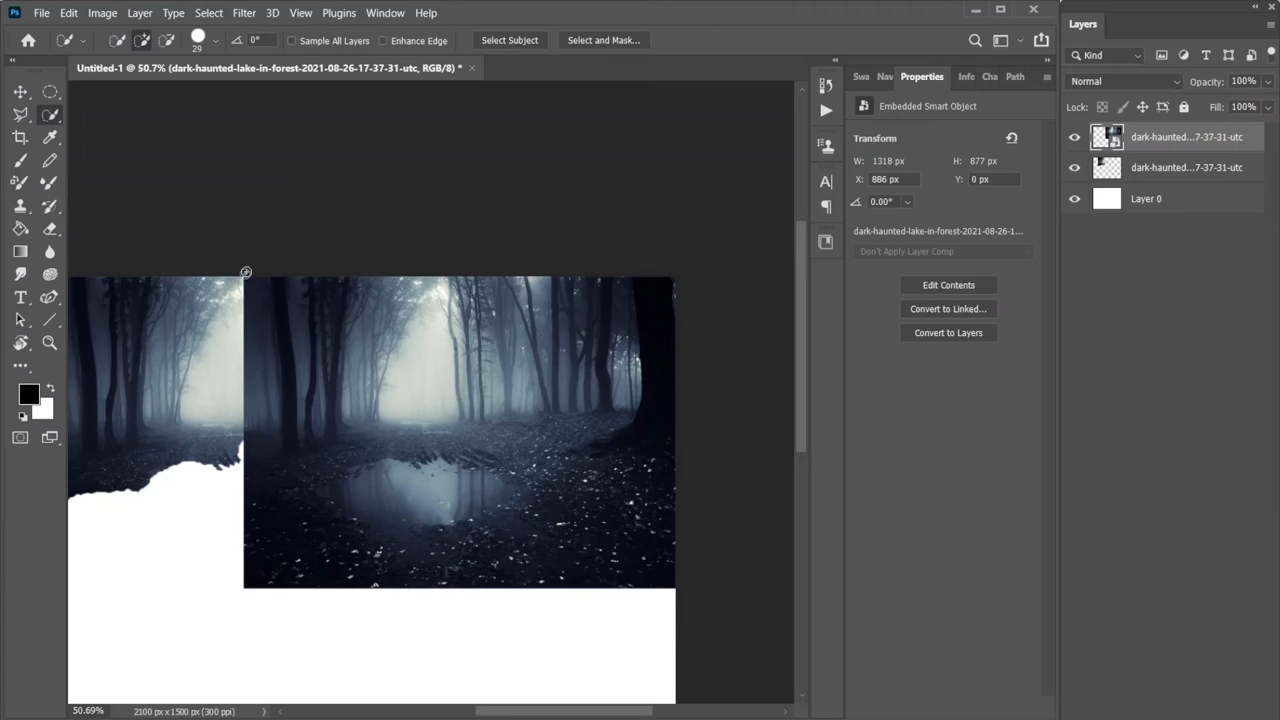 Ps File Edit Image Layer Type Select Filter 3D View Plugins Window Help
29 0° Sample All Layers Enhance Edge Select Subject Select and Mask...
Untitled-1 @ 50.7% (dark-haunted-lake-in-forest-2021-08-26-17-37-31-utc, RGB/8) *
Swa Nav Properties Infc Cha Path
Embedded Smart Object
Transform
W: 1318 px H: 877 px
X: 886 px Y: 0 px
0.00°
dark-haunted-lake-in-forest-2021-08-26-1...
Don't Apply Layer Comp
Edit Contents
Convert to Linked...
Convert to Layers
Layers
Kind
Normal Opacity: 100%
Lock: Fill: 100%
dark-haunted...7-37-31-utc
dark-haunted...7-37-31-utc
Layer 0
50.69% 2100 px x 1500 px (300 ppi)